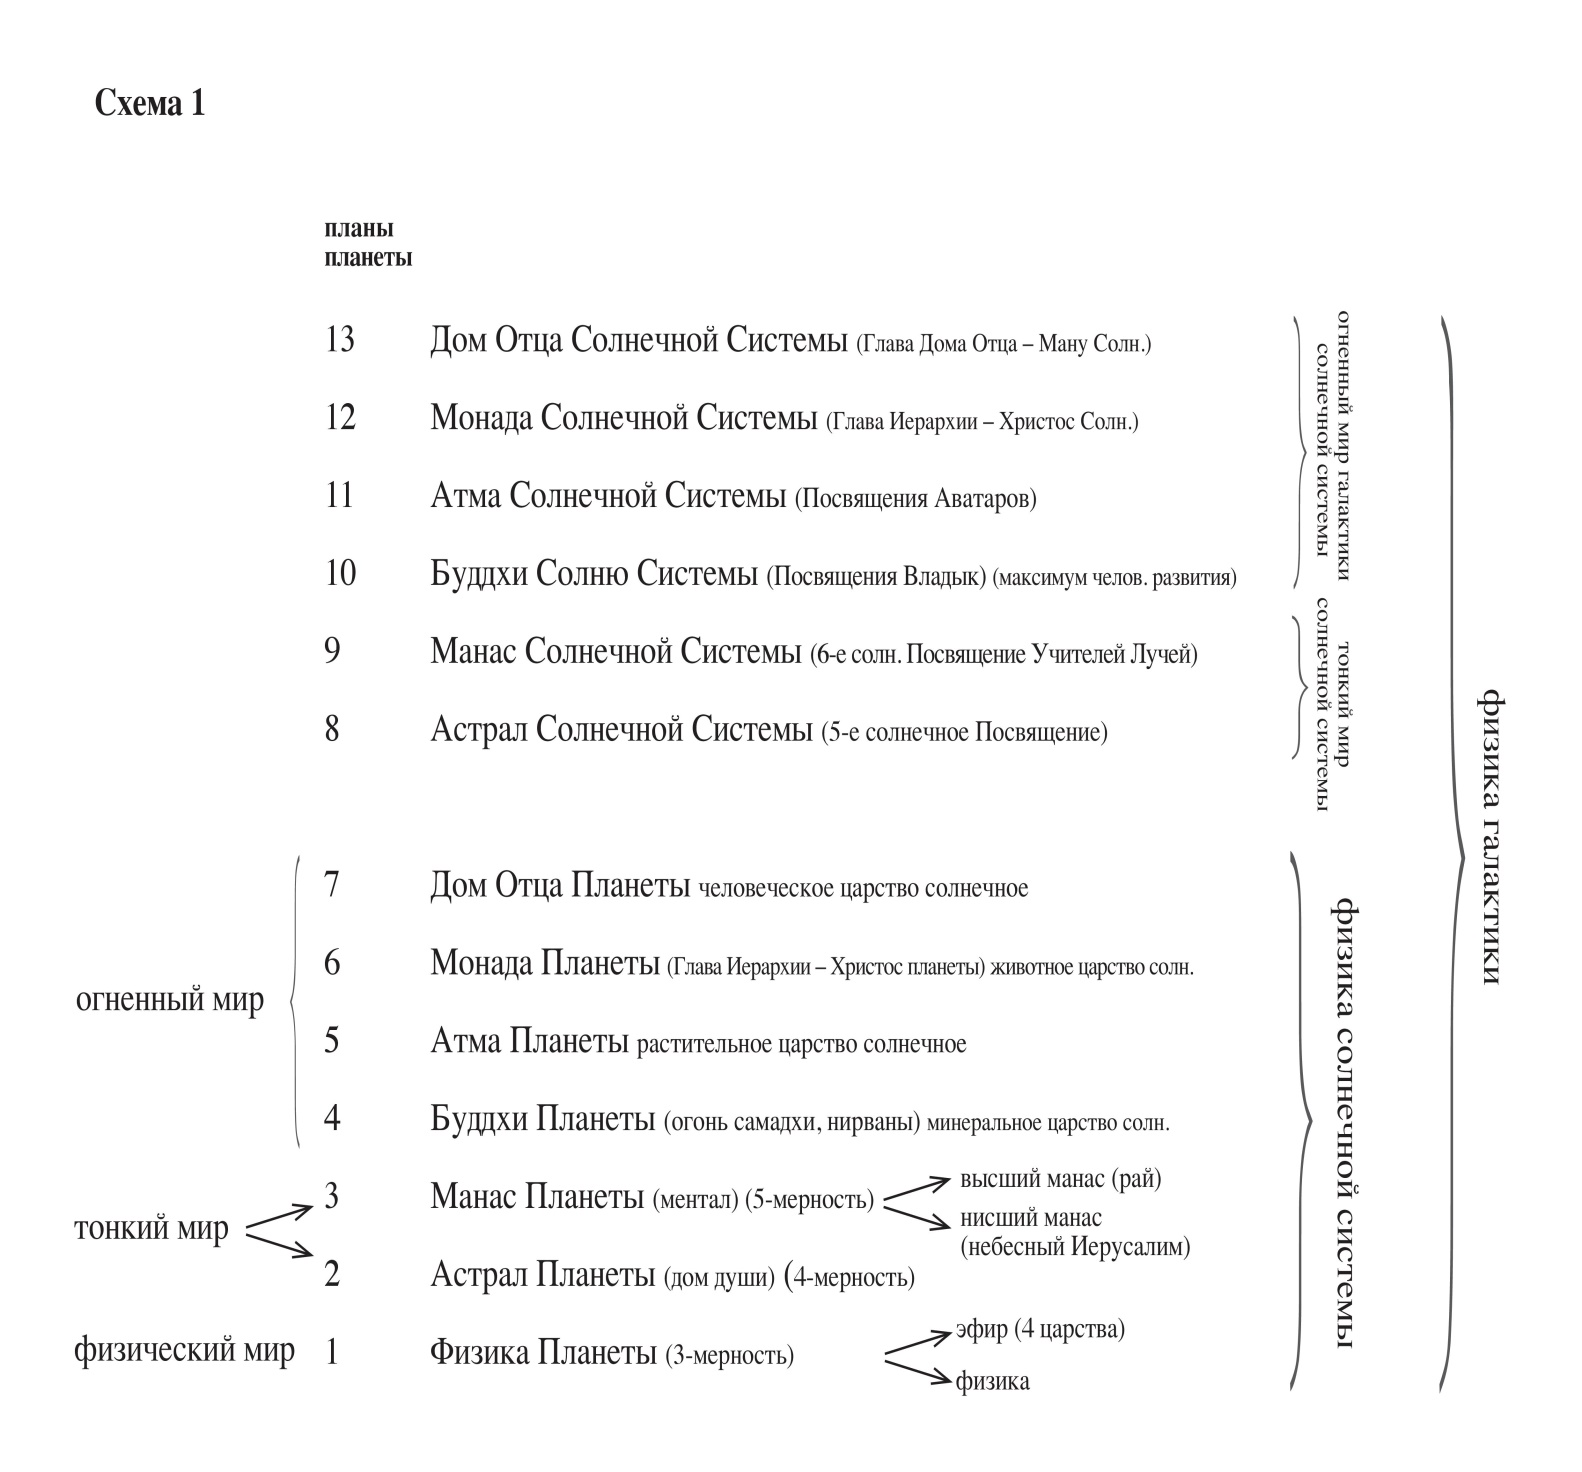 Схема 1
планы
планеты
13 Дом Отца Солнечной Системы (Глава Дома Отца – Ману Солн.)
12 Монада Солнечной Системы (Глава Иерархии – Христос Солн.)
11 Атма Солнечной Системы (Посвящения Аватаров)
10 Буддхи Солню Системы (Посвящения Владык) (максимум челов. развития)
9 Манас Солнечной Системы (6-е солн. Посвящение Учителей Лучей)
8 Астрал Солнечной Системы (5-е солнечное Посвящение)
огненный мир галактики
солнечной системы
тонкий мир
солнечной системы
7 Дом Отца Планеты человеческое царство солнечное
6 Монада Планеты (Глава Иерархии – Христос планеты) животное царство солн.
огненный мир
5 Атма Планеты растительное царство солнечное
4 Буддхи Планеты (огонь самадхи, нирваны) минеральное царство солн.
3 Манас Планеты (ментал) (5-мерность)
высший манас (рай)
нисший манас
(небесный Иерусалим)
тонкий мир
2 Астрал Планеты (дом души) (4-мерность)
физический мир 1 Физика Планеты (3-мерность)
эфир (4 царства)
физика
физика солнечной системы
физика галактики